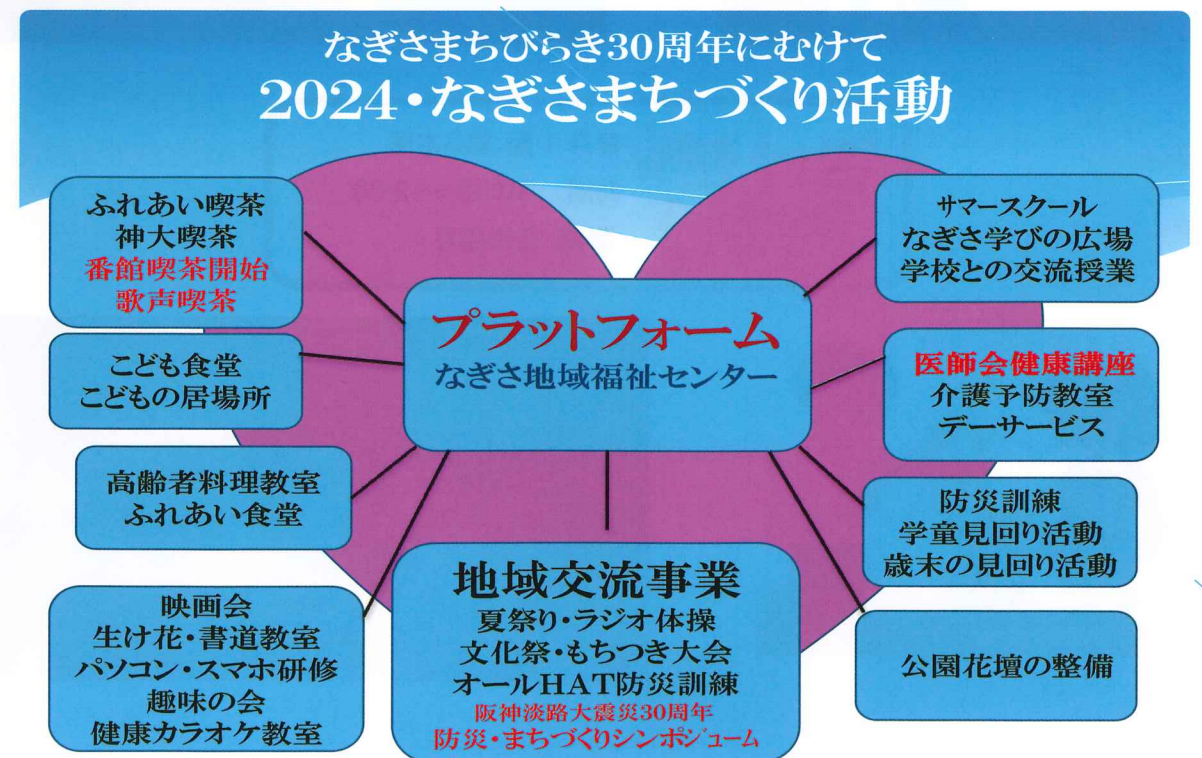 なぎさまちびらき30周年にむけて
2024・なぎさまちづくり活動
ふれあい喫茶
神大喫茶
番館喫茶開始
歌声喫茶
こども食堂
こどもの居場所
高齢者料理教室
ふれあい食堂
映画会
生け花・書道教室
パソコン・スマホ研修
趣味の会
健康カラオケ教室
プラットフォーム
なぎさ地域福祉センター
地域交流事業
夏祭り・ラジオ体操
文化祭・もちつき大会
オールHAT防災訓練
阪神淡路大震災30周年
防災・まちづくりシンポジューム
サマースクール
なぎさ学びの広場
学校との交流授業
医師会健康講座
介護予防教室
デーサービス
防災訓練
学童見回り活動
歳末の見回り活動
公園花壇の整備